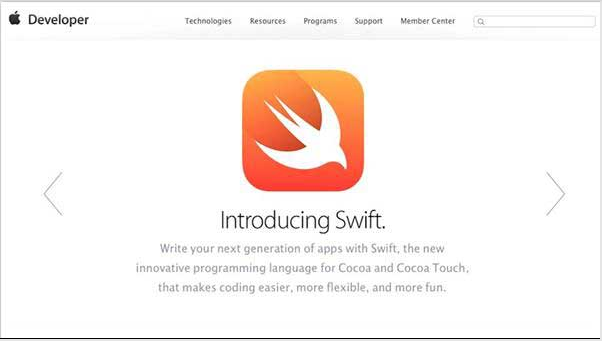 Developer
Technologies Resources Programs Support Member Center
Introducing Swift.
Write your next generation of apps with Swift, the new
innovative programming language for Cocoa and Cocoa Touch,
that makes coding easier, more flexible, and more fun.